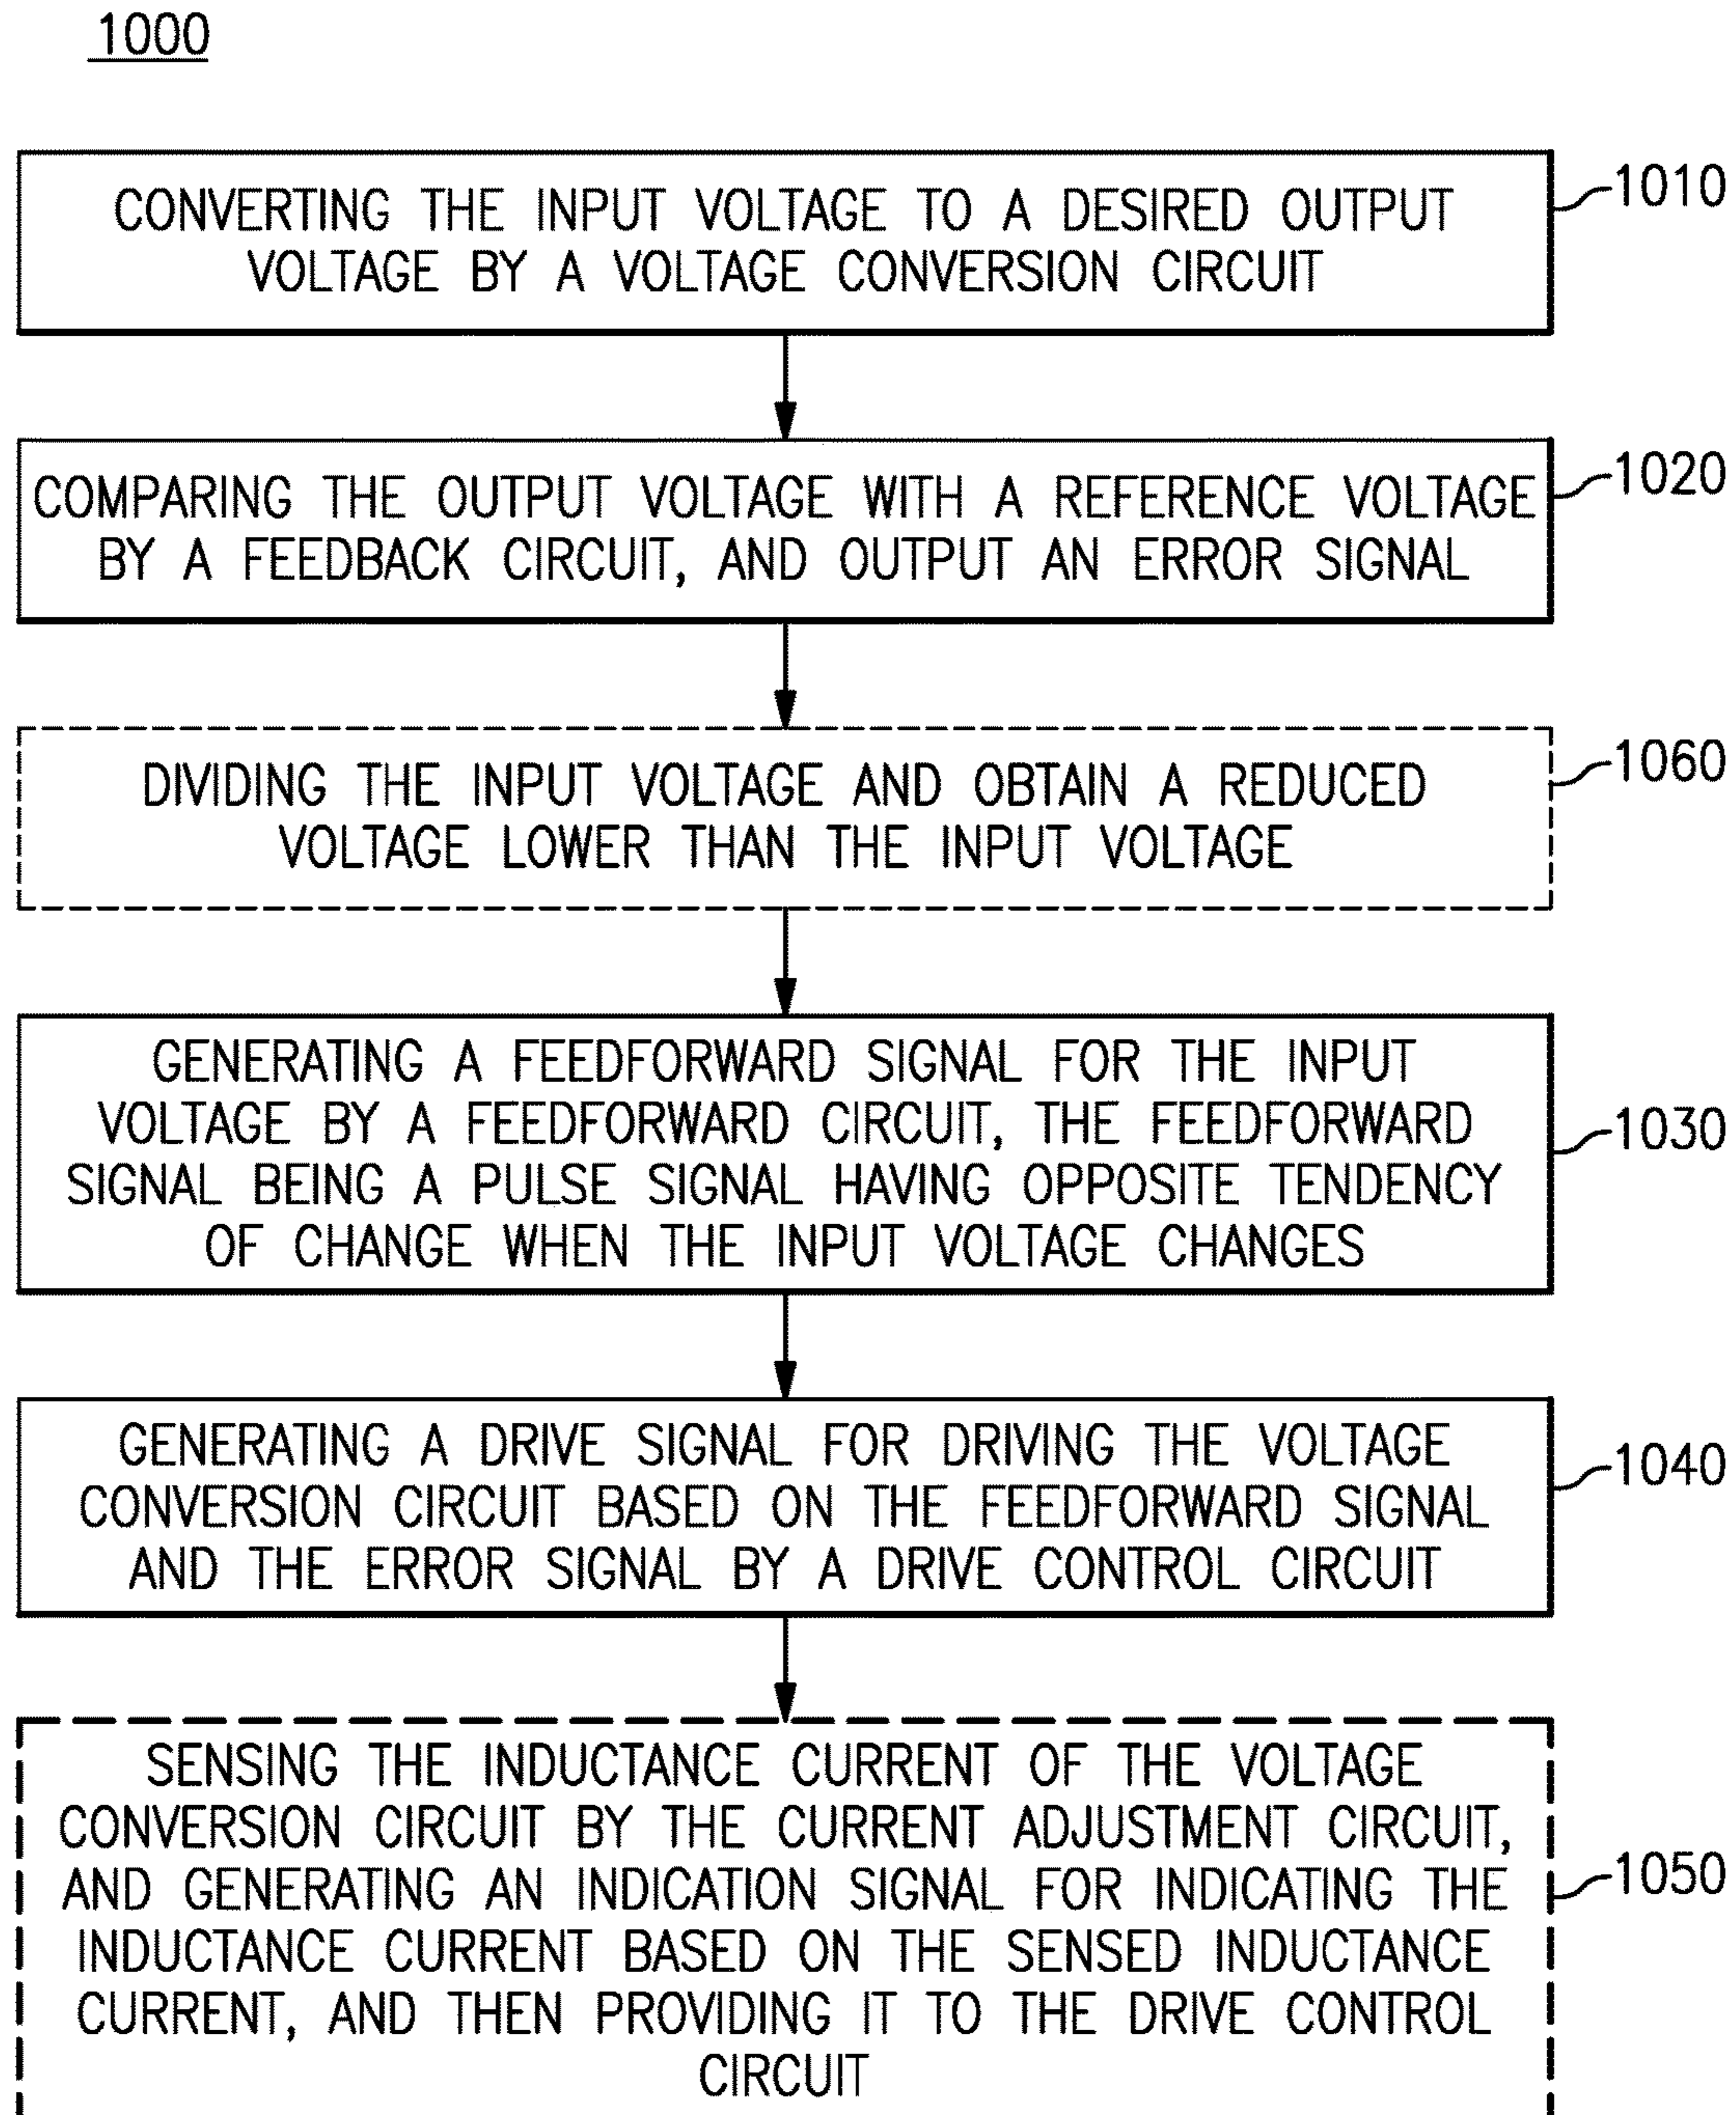 1000
CONVERTING THE INPUT VOLTAGE TO A DESIRED OUTPUT
VOLTAGE BY A VOLTAGE CONVERSION CIRCUIT
1010
COMPARING THE OUTPUT VOLTAGE WITH A REFERENCE VOLTAGE
BY A FEEDBACK CIRCUIT, AND OUTPUT AN ERROR SIGNAL
1020
DIVIDING THE INPUT VOLTAGE AND OBTAIN A REDUCED
VOLTAGE LOWER THAN THE INPUT VOLTAGE
1060
GENERATING A FEEDFORWARD SIGNAL FOR THE INPUT
VOLTAGE BY A FEEDFORWARD CIRCUIT, THE FEEDFORWARD
SIGNAL BEING A PULSE SIGNAL HAVING OPPOSITE TENDENCY
OF CHANGE WHEN THE INPUT VOLTAGE CHANGES
1030
GENERATING A DRIVE SIGNAL FOR DRIVING THE VOLTAGE
CONVERSION CIRCUIT BASED ON THE FEEDFORWARD SIGNAL
AND THE ERROR SIGNAL BY A DRIVE CONTROL CIRCUIT
1040
SENSING THE INDUCTANCE CURRENT OF THE VOLTAGE
CONVERSION CIRCUIT BY THE CURRENT ADJUSTMENT CIRCUIT,
AND GENERATING AN INDICATION SIGNAL FOR INDICATING THE
INDUCTANCE CURRENT BASED ON THE SENSED INDUCTANCE
CURRENT, AND THEN PROVIDING IT TO THE DRIVE CONTROL
CIRCUIT
1050